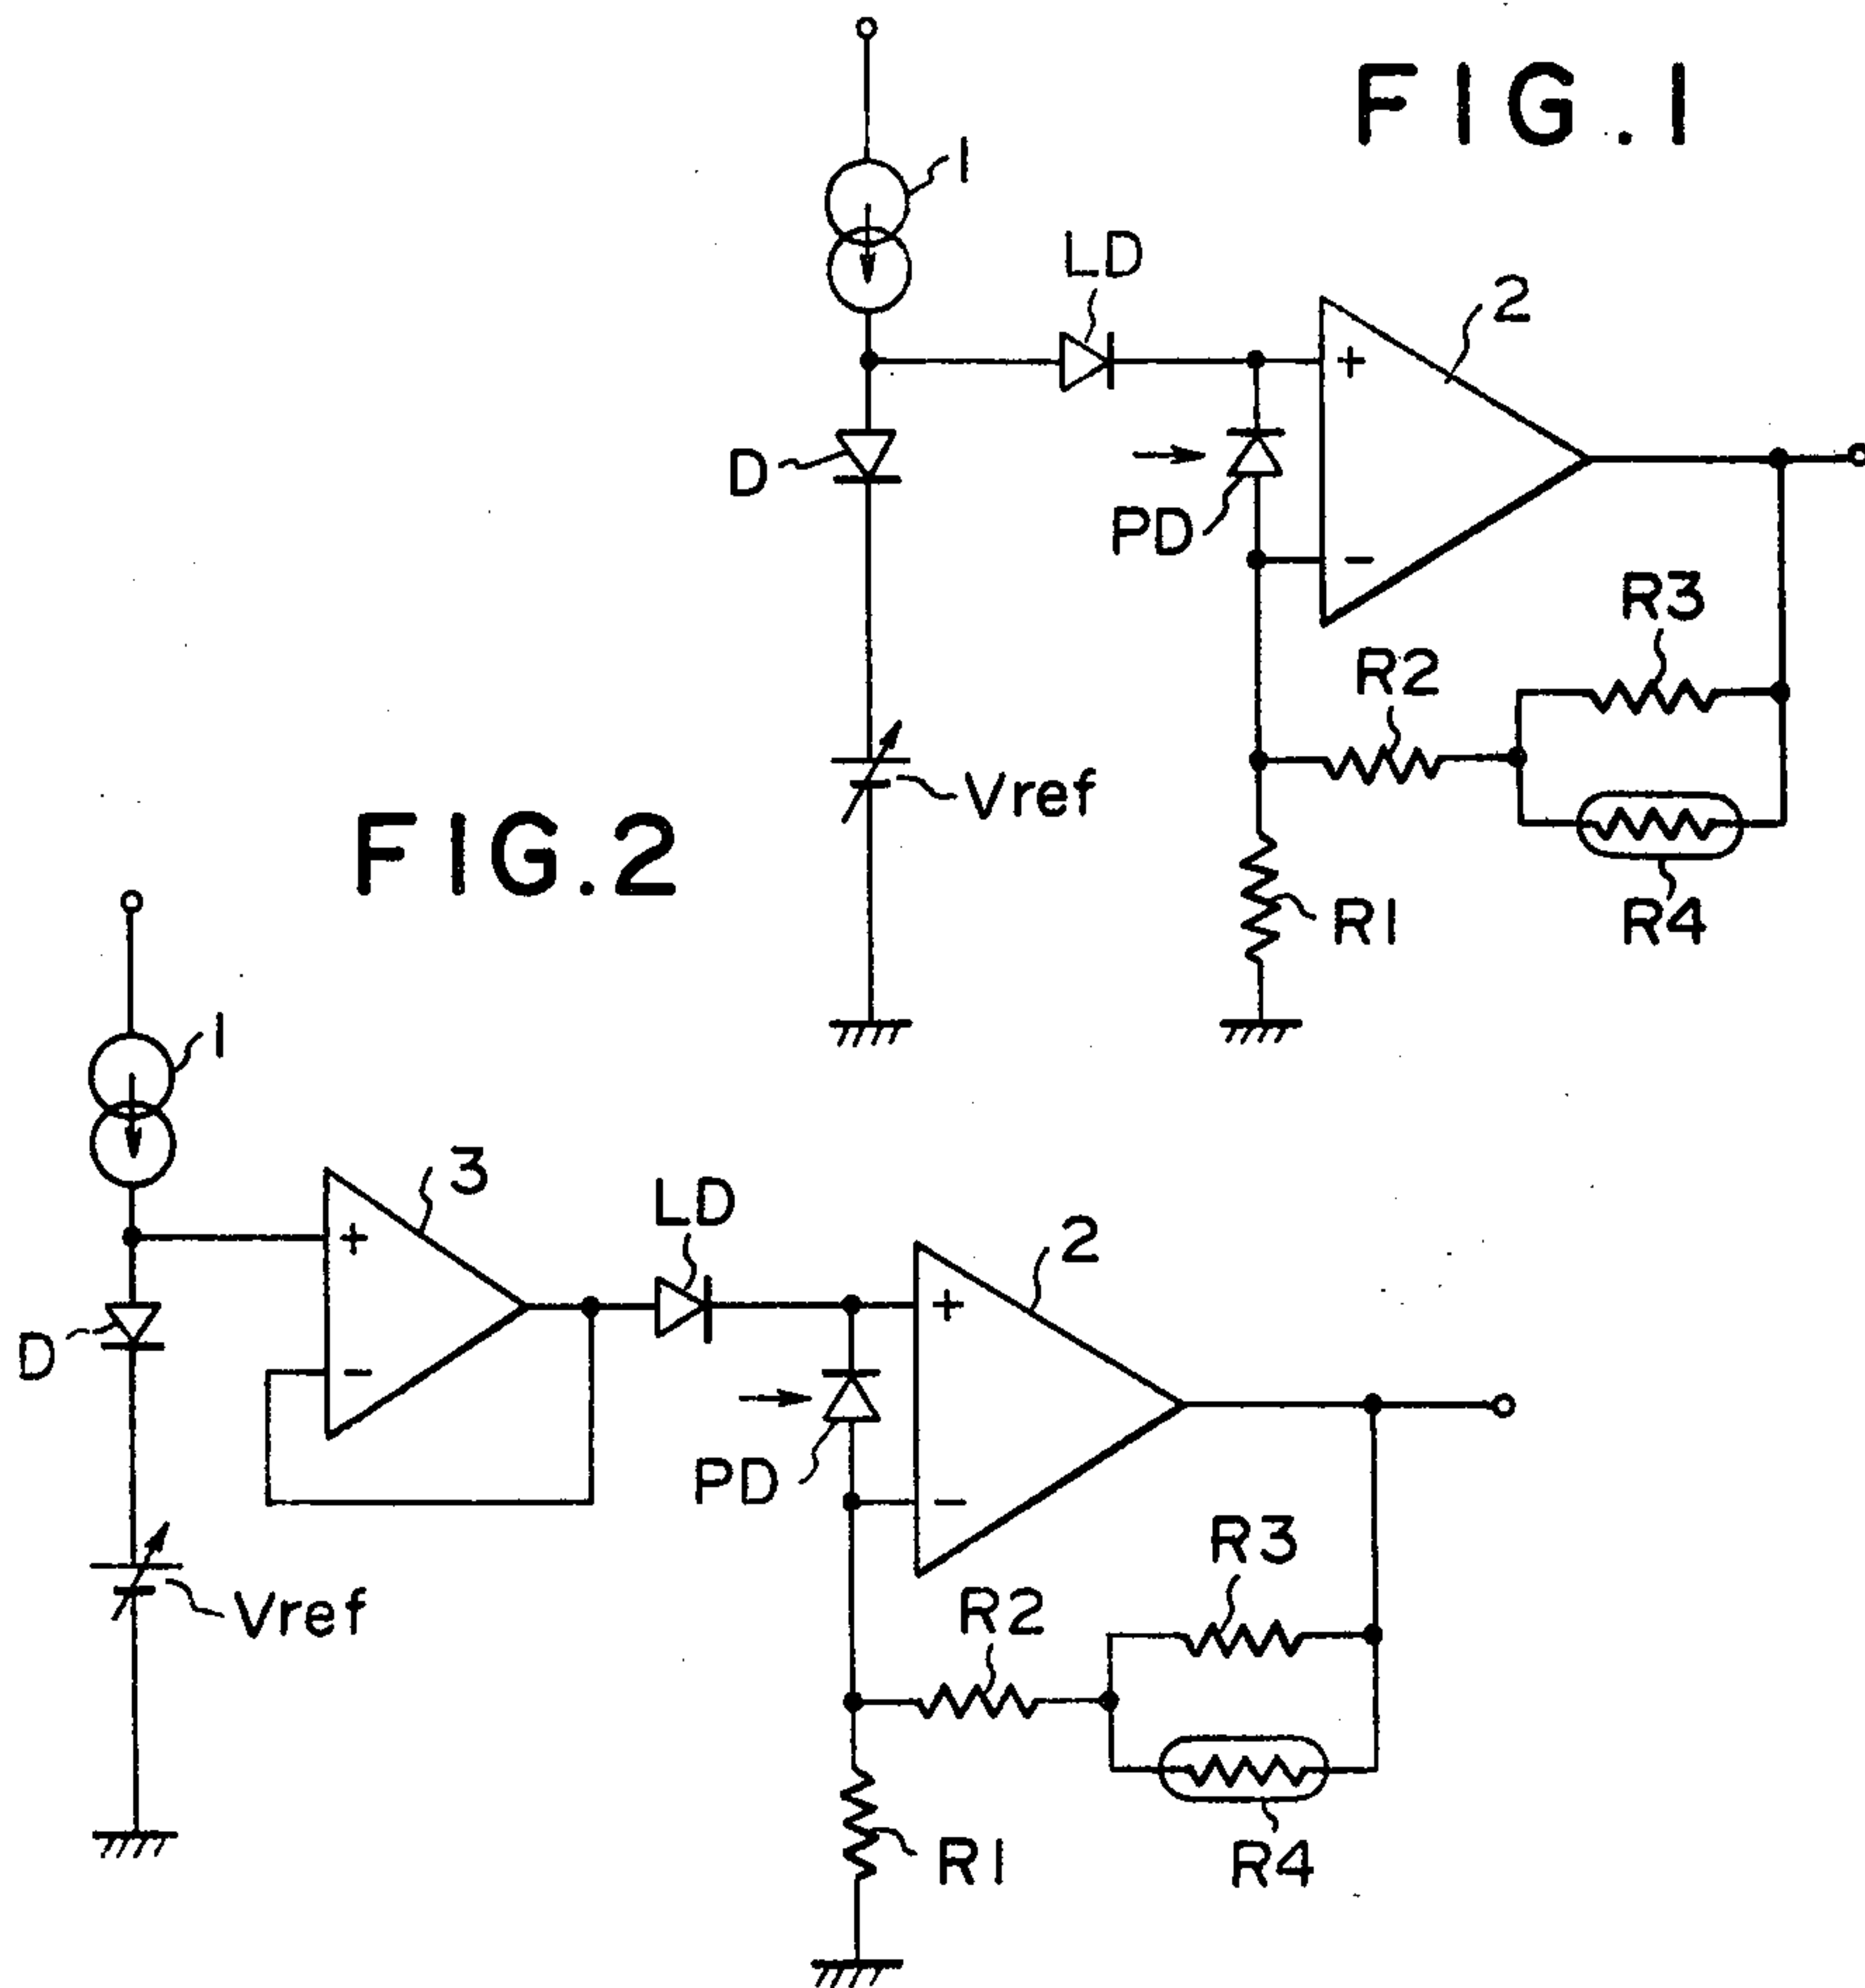 FIG.1
1
LD
2
+
D
PD
-
R3
R2
Vref
R1
R4
FIG.2
1
3
LD
2
+
+
D
-
PD
-
R3
R2
Vref
R1
R4